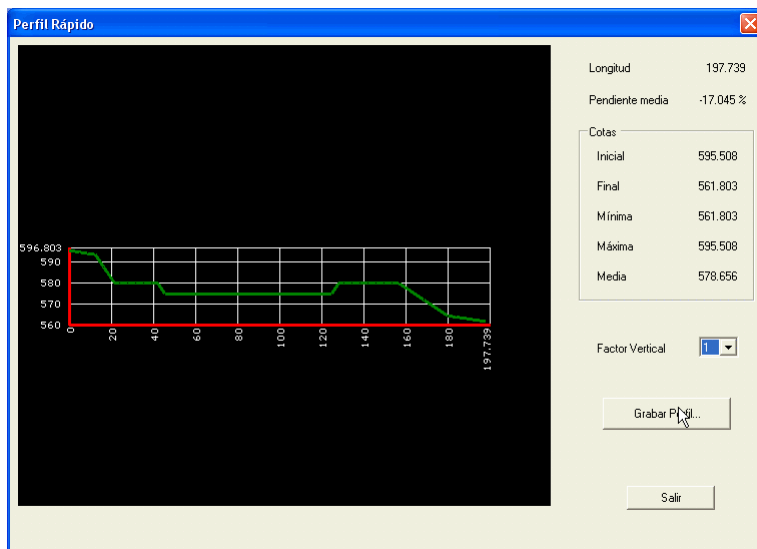 Perfil Rápido
Longitud 197.739
Pendiente media -17.045 %
Cotas
Inicial 595.508
Final 561.803
Mínima 561.803
Máxima 595.508
Media 578.656
596.803
590
580
570
560
0 20 40 60 80 100 120 140 160 180 197.739
Factor Vertical 1
Grabar Perfil...
Salir